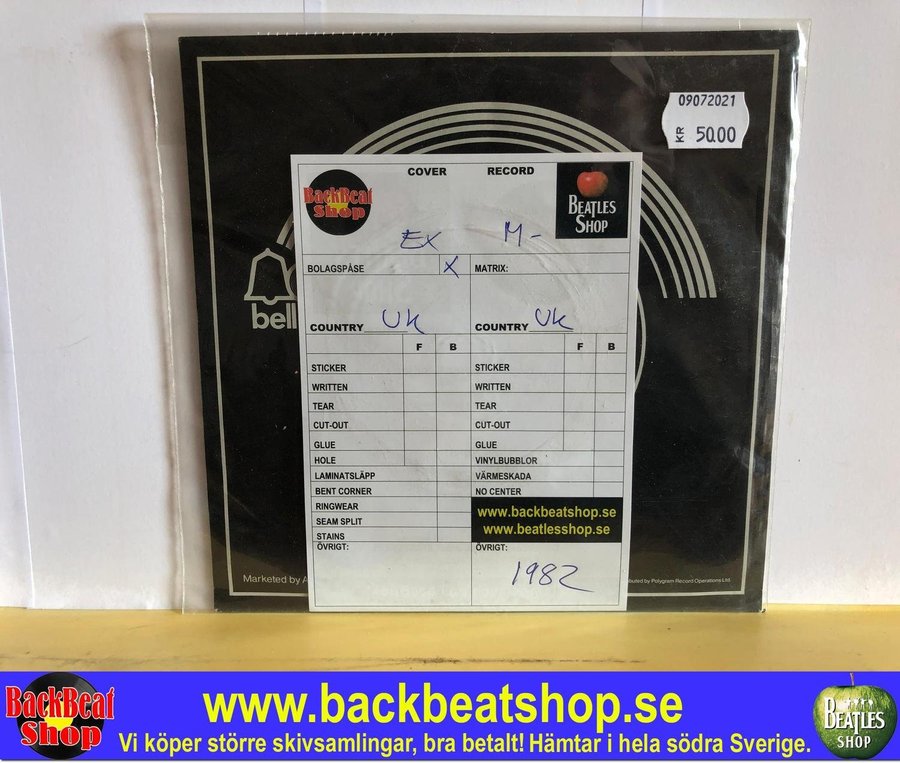 09072021
KR 50.00
BackBeat
Shop
COVER RECORD
BEATLES
SHOP
EX M-
BOLAGSPÅSE X MATRIX:
bell
COUNTRY UK COUNTRY UK
F B F B
STICKER STICKER
WRITTEN WRITTEN
TEAR TEAR
CUT-OUT CUT-OUT
GLUE GLUE
HOLE VINYLBUBBLOR
LAMINATSLÄPP VÄRMESKADA
BENT CORNER NO CENTER
RINGWEAR www.backbeatshop.se
SEAM SPLIT www.beatlesshop.se
STAINS
ÖVRIGT: ÖVRIGT:
1982
Marketed by A
buted by Polygram Record Operations Ltd.
BackBeat
Shop
www.backbeatshop.se
Vi köper större skivsamlingar, bra betalt! Hämtar i hela södra Sverige.
BEATLES
SHOP